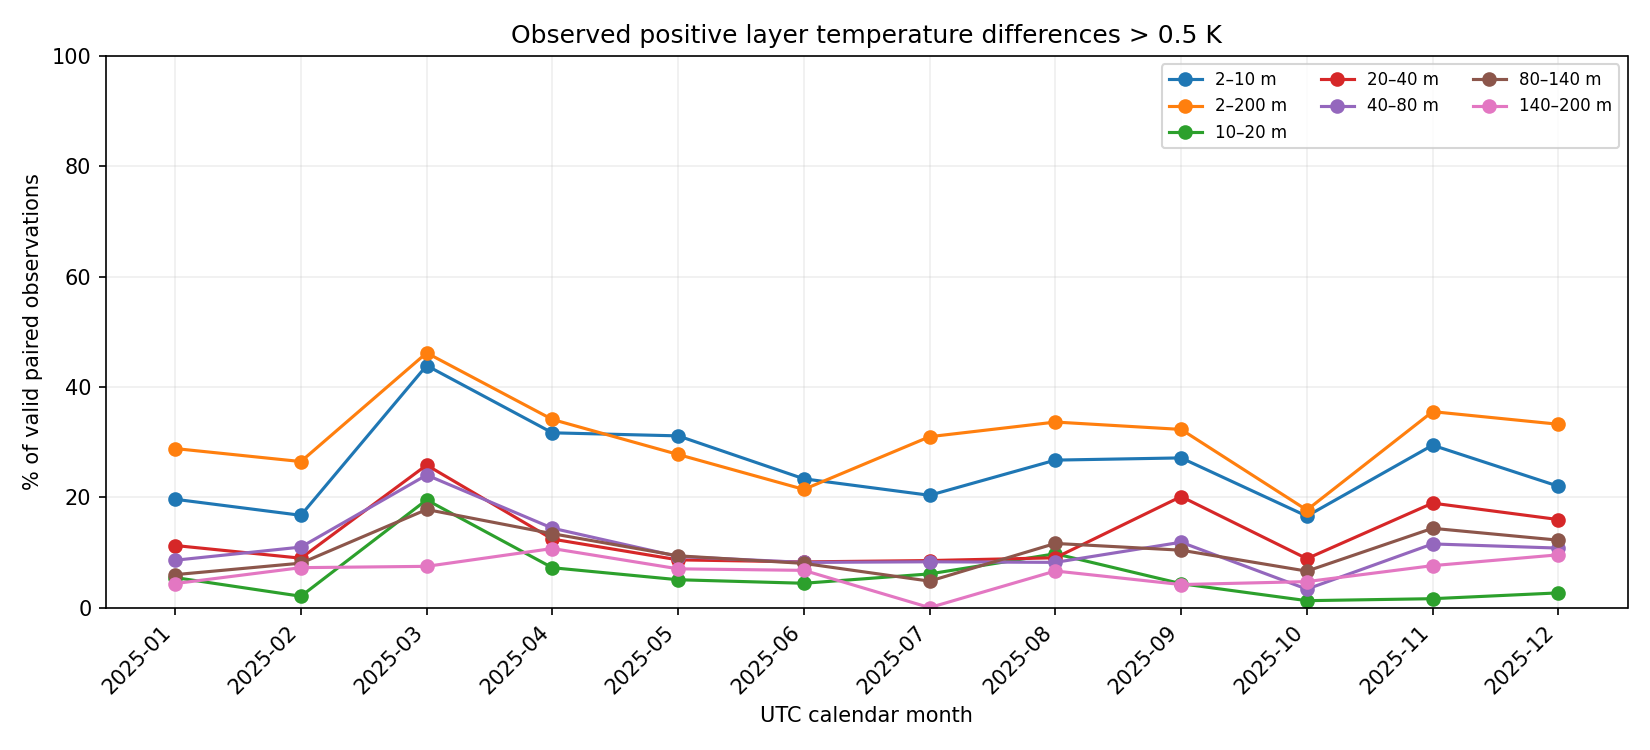 Observed positive layer temperature differences > 0.5 K
% of valid paired observations
100
80
60
40
20
0
2–10 m
2–200 m
10–20 m
20–40 m
40–80 m
80–140 m
140–200 m
2025-01
2025-02
2025-03
2025-04
2025-05
2025-06
2025-07
2025-08
2025-09
2025-10
2025-11
2025-12
UTC calendar month